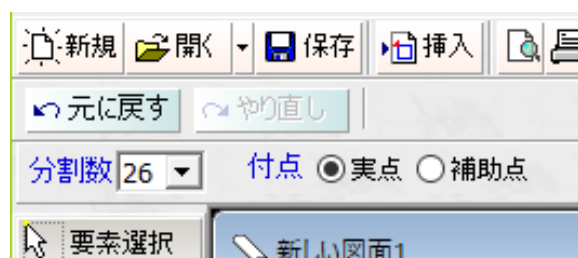 新規 開く 保存 挿入
元に戻す やり直し
分割数 26 付点 実点 補助点
要素選択 新しい図面1